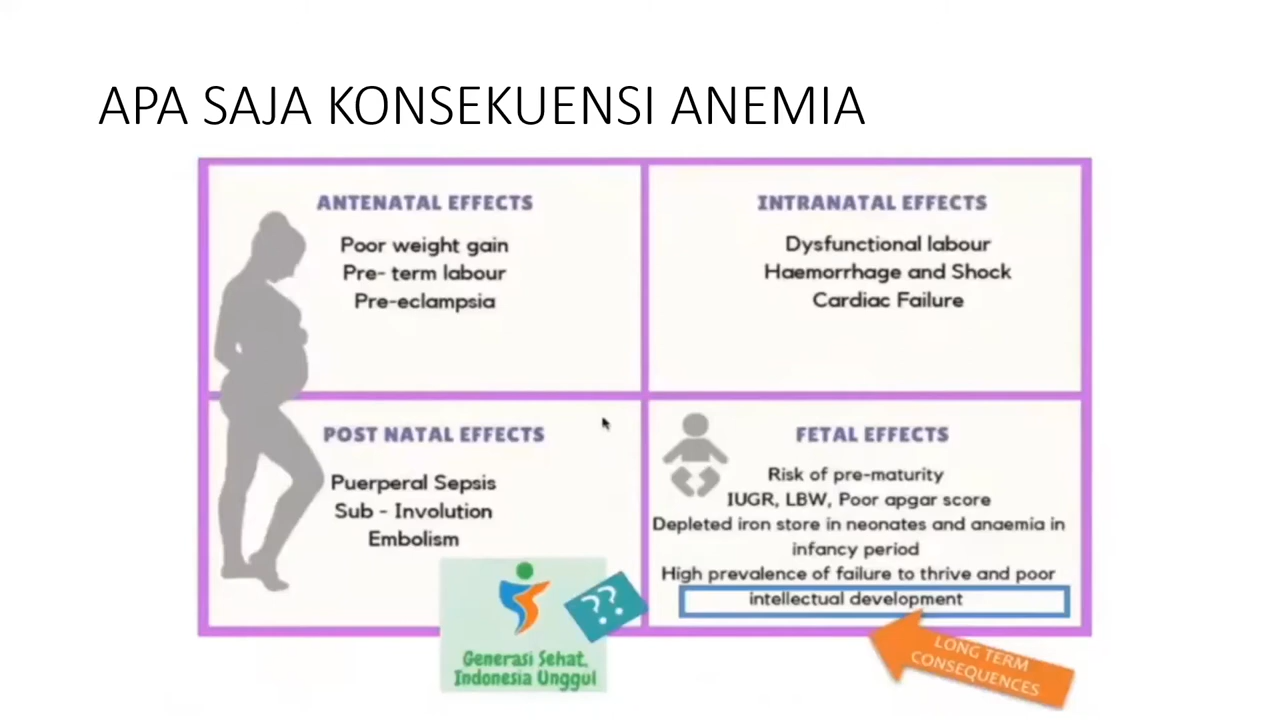 APA SAJA KONSEKUENSI ANEMIA
ANTENATAL EFFECTS
Poor weight gain
Pre- term labour
Pre-eclampsia
INTRANATAL EFFECTS
Dysfunctional labour
Haemorrhage and Shock
Cardiac Failure
POST NATAL EFFECTS
Puerperal Sepsis
Sub - Involution
Embolism
FETAL EFFECTS
Risk of pre-maturity
IUGR, LBW, Poor apgar score
Depleted iron store in neonates and anaemia in
infancy period
High prevalence of failure to thrive and poor
intellectual development
??
Generasi Sehat,
Indonesia Unggul
LONG TERM
CONSEQUENCES